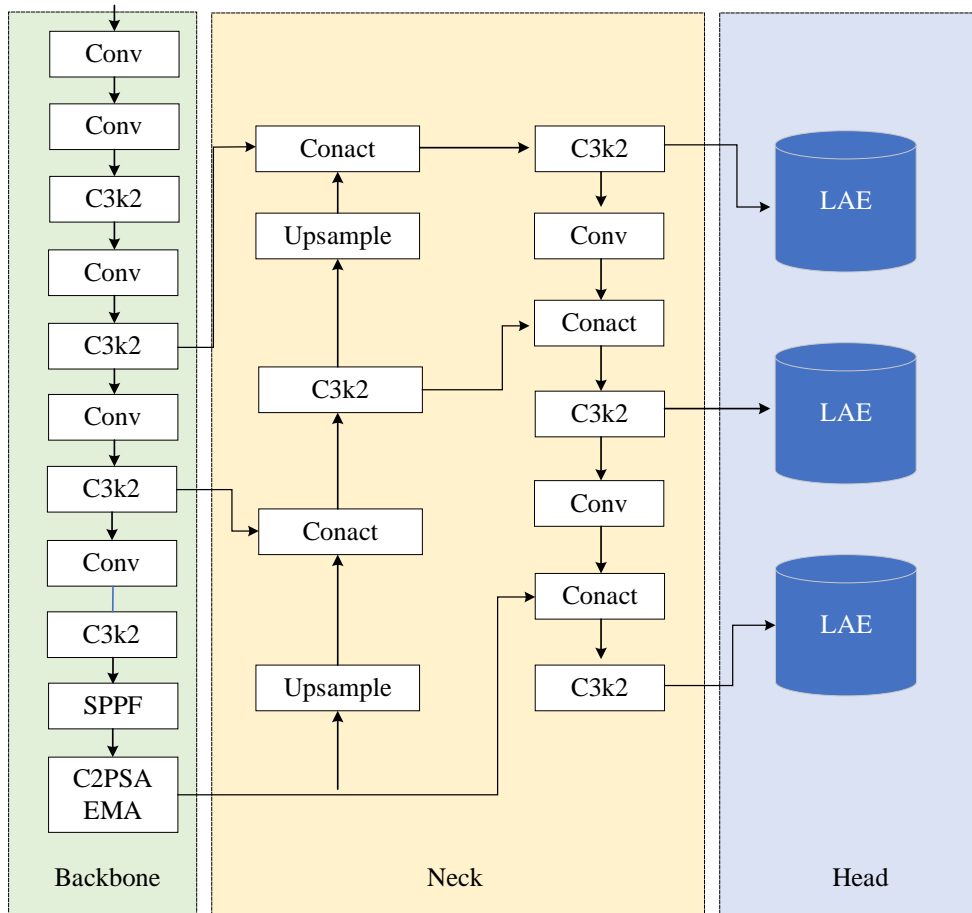 Conv
Conv
C3k2
Conv
C3k2
Conv
C3k2
Conv
C3k2
SPPF
C2PSA
EMA
Backbone
Conact
Upsample
C3k2
Conact
Upsample
C3k2
Conv
Conact
C3k2
Conv
Conact
C3k2
Neck
LAE
LAE
LAE
Head